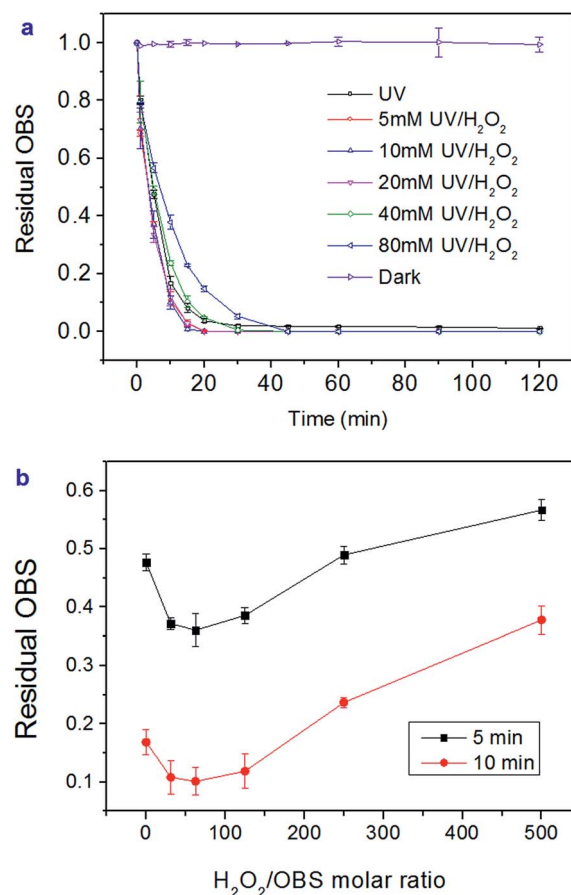 a
1.0
0.8
0.6
0.4
0.2
0.0
Residual OBS
UV
5mM UV/H₂O₂
10mM UV/H₂O₂
20mM UV/H₂O₂
40mM UV/H₂O₂
80mM UV/H₂O₂
Dark
0 20 40 60 80 100 120
Time (min)
b
0.6
0.5
0.4
0.3
0.2
0.1
Residual OBS
5 min
10 min
0 100 200 300 400 500
H₂O₂/OBS molar ratio